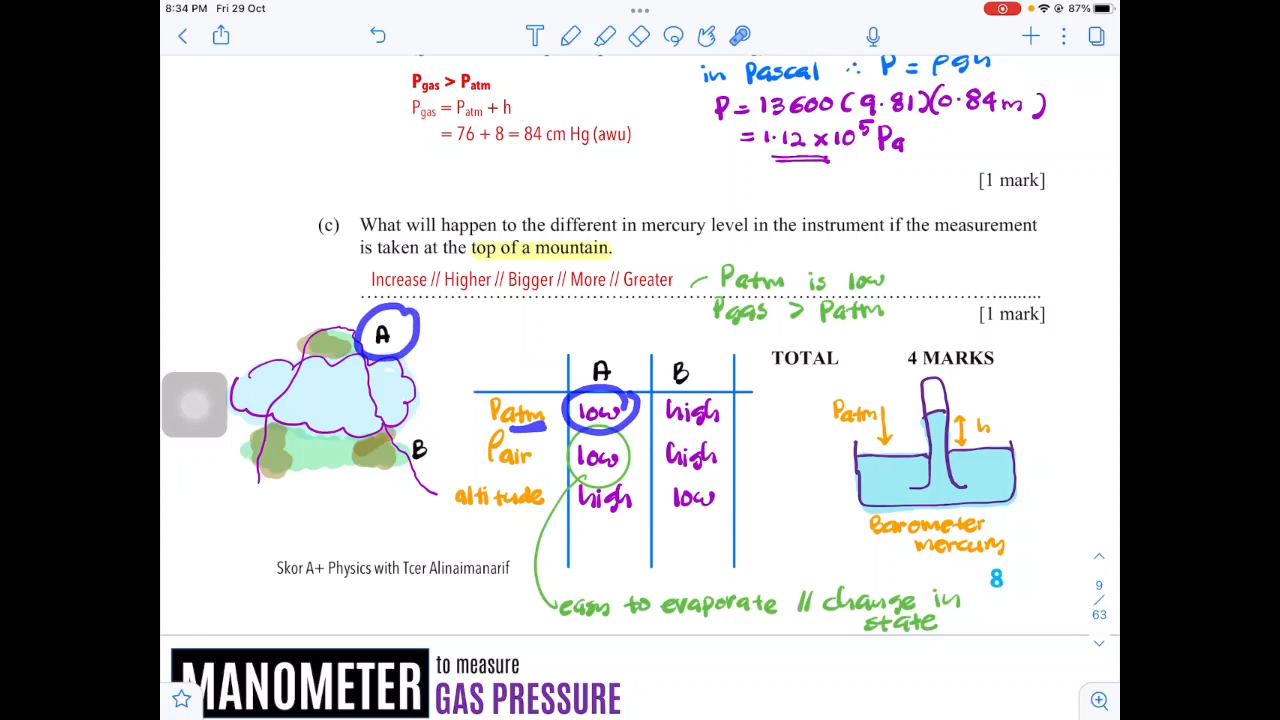 8:34 PM Fri 29 Oct
87%
in Pascal ∴ P = ρgh
Pgas > Patm
Pgas = Patm + h
= 76 + 8 = 84 cm Hg (awu)
P = 13600 (9.81)(0.84m)
= 1.12 × 10⁵ Pa
[1 mark]
(c) What will happen to the different in mercury level in the instrument if the measurement
is taken at the top of a mountain.
Increase // Higher // Bigger // More // Greater
Patm is low
Pgas > Patm
[1 mark]
A
B
A B
Patm low high
Pair low high
altitude high low
TOTAL 4 MARKS
Patm
h
Barometer
mercury
8
Skor A+ Physics with Tcer Alinaimanarif
easy to evaporate // change in
state
9
/
63
MANOMETER to measure
GAS PRESSURE